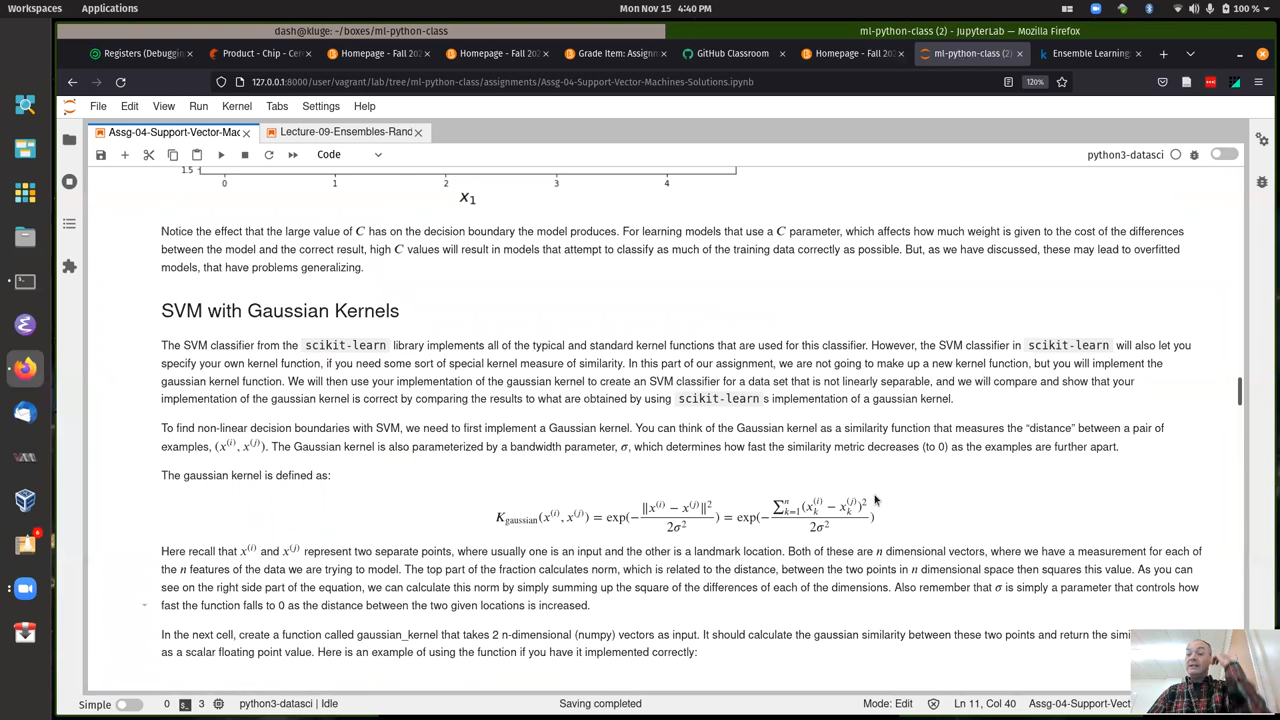 Workspaces Applications Mon Nov 15 4:40 PM 100 %
dash@kluge: ~/boxes/ml-python-class ml-python-class (2) - JupyterLab — Mozilla Firefox
Registers (Debuggin Product - Chip - Cer Homepage - Fall 202 Homepage - Fall 202 Grade Item: Assignm GitHub Classroom Homepage - Fall 202 ml-python-class (2) Ensemble Learning:
127.0.0.1:8000/user/vagrant/lab/tree/ml-python-class/assignments/Assg-04-Support-Vector-Machines-Solutions.ipynb 120%
File Edit View Run Kernel Tabs Settings Help
Assg-04-Support-Vector-Mac Lecture-09-Ensembles-Rand
Code python3-datasci
1.5
0 1 2 3 4
x₁
Notice the effect that the large value of C has on the decision boundary the model produces. For learning models that use a C parameter, which affects how much weight is given to the cost of the differences
between the model and the correct result, high C values will result in models that attempt to classify as much of the training data correctly as possible. But, as we have discussed, these may lead to overfitted
models, that have problems generalizing.
SVM with Gaussian Kernels
The SVM classifier from the scikit-learn library implements all of the typical and standard kernel functions that are used for this classifier. However, the SVM classifier in scikit-learn will also let you
specify your own kernel function, if you need some sort of special kernel measure of similarity. In this part of our assignment, we are not going to make up a new kernel function, but you will implement the
gaussian kernel function. We will then use your implementation of the gaussian kernel to create an SVM classifier for a data set that is not linearly separable, and we will compare and show that your
implementation of the gaussian kernel is correct by comparing the results to what are obtained by using scikit-learn s implementation of a gaussian kernel.
To find non-linear decision boundaries with SVM, we need to first implement a Gaussian kernel. You can think of the Gaussian kernel as a similarity function that measures the “distance” between a pair of
examples, (x^(i), x^(j)). The Gaussian kernel is also parameterized by a bandwidth parameter, σ, which determines how fast the similarity metric decreases (to 0) as the examples are further apart.
The gaussian kernel is defined as:
K_gaussian(x^(i), x^(j)) = exp(−‖x^(i) − x^(j)‖²/2σ²) = exp(−∑_{k=1}^{n}(x_k^(i) − x_k^(j))²/2σ²)
Here recall that x^(i) and x^(j) represent two separate points, where usually one is an input and the other is a landmark location. Both of these are n dimensional vectors, where we have a measurement for each of
the n features of the data we are trying to model. The top part of the fraction calculates norm, which is related to the distance, between the two points in n dimensional space then squares this value. As you can
see on the right side part of the equation, we can calculate this norm by simply summing up the square of the differences of each of the dimensions. Also remember that σ is simply a parameter that controls how
fast the function falls to 0 as the distance between the two given locations is increased.
In the next cell, create a function called gaussian_kernel that takes 2 n-dimensional (numpy) vectors as input. It should calculate the gaussian similarity between these two points and return the simi
as a scalar floating point value. Here is an example of using the function if you have it implemented correctly:
Simple 0 3 python3-datasci | Idle Saving completed Mode: Edit Ln 11, Col 40 Assg-04-Support-Vect